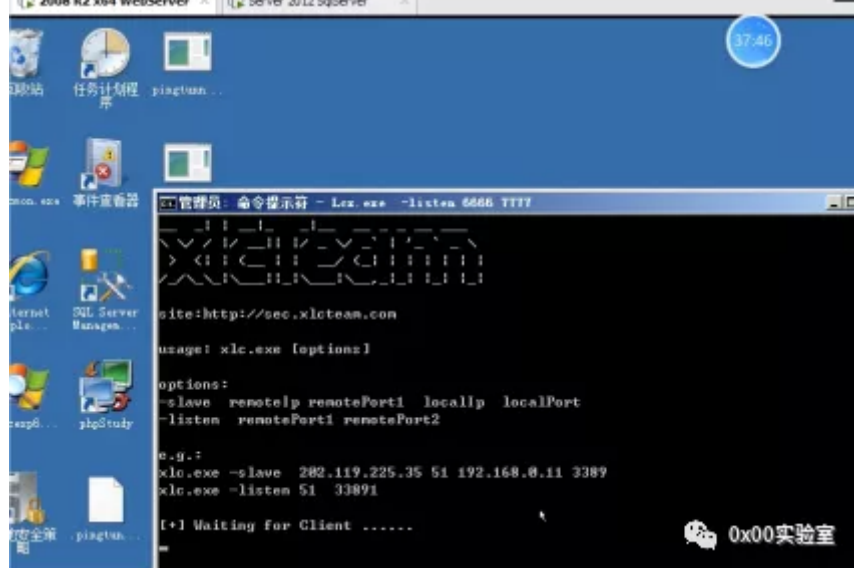 2008 R2 x64 WebServer × Server 2012 SqlServer ×
37:46
任务计划程序 pingtunn...
事件查看器
管理员: 命令提示符 - Lcx.exe -listen 6666 7777
site:http://sec.xlcteam.com
usage: xlc.exe [options]
SQL Server Managem...
options:
-slave remoteIp remotePort1 localIp localPort
-listen remotePort1 remotePort2
phpStudy
e.g.:
xlc.exe -slave 202.119.225.35 51 192.168.0.11 3389
xlc.exe -listen 51 33891
[+] Waiting for Client ......
pingtun...
0x00实验室